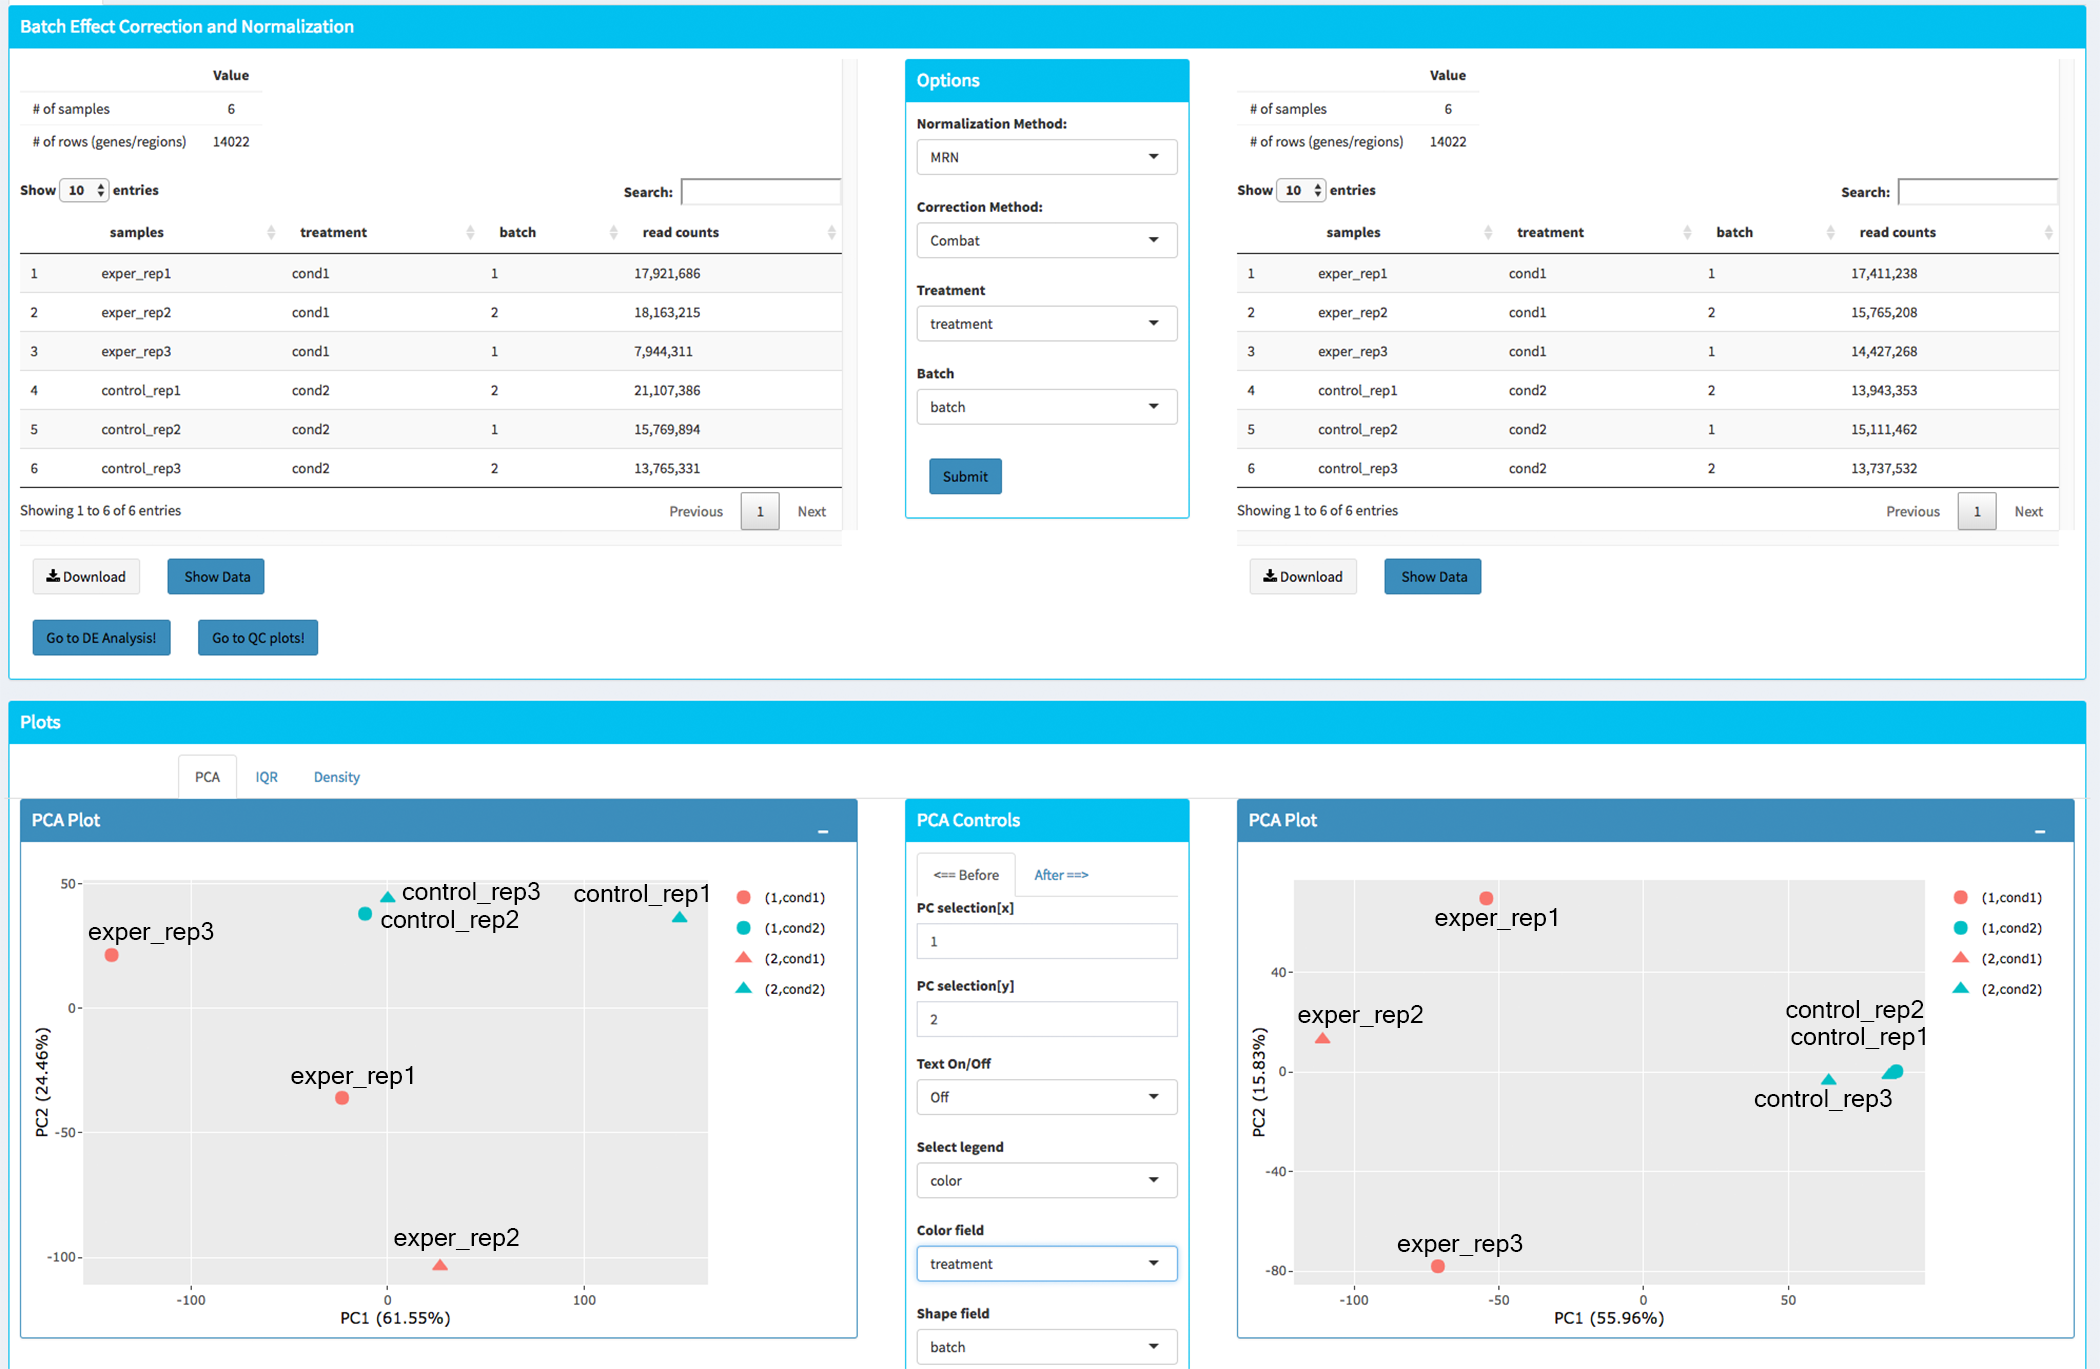 Batch Effect Correction and Normalization
Value
# of samples 6
# of rows (genes/regions) 14022
Show 10 entries
Search:
samples treatment batch read counts
1 exper_rep1 cond1 1 17,921,686
2 exper_rep2 cond1 2 18,163,215
3 exper_rep3 cond1 1 7,944,311
4 control_rep1 cond2 2 21,107,386
5 control_rep2 cond2 1 15,769,894
6 control_rep3 cond2 2 13,765,331
Showing 1 to 6 of 6 entries
Previous 1 Next
Download Show Data
Go to DE Analysis! Go to QC plots!
Options
Normalization Method:
MRN
Correction Method:
Combat
Treatment
treatment
Batch
batch
Submit
Value
# of samples 6
# of rows (genes/regions) 14022
Show 10 entries
Search:
samples treatment batch read counts
1 exper_rep1 cond1 1 17,411,238
2 exper_rep2 cond1 2 15,765,208
3 exper_rep3 cond1 1 14,427,268
4 control_rep1 cond2 2 13,943,353
5 control_rep2 cond2 1 15,111,462
6 control_rep3 cond2 2 13,737,532
Showing 1 to 6 of 6 entries
Previous 1 Next
Download Show Data
Plots
PCA IQR Density
PCA Plot
50
0
-50
-100
PC2 (24.46%)
control_rep3
control_rep1
control_rep2
exper_rep3
exper_rep1
exper_rep2
(1,cond1)
(1,cond2)
(2,cond1)
(2,cond2)
-100 0 100
PC1 (61.55%)
PCA Controls
<== Before After ==>
PC selection[x]
1
PC selection[y]
2
Text On/Off
Off
Select legend
color
Color field
treatment
Shape field
batch
PCA Plot
40
0
-40
-80
PC2 (15.83%)
exper_rep1
exper_rep2
control_rep2
control_rep1
control_rep3
exper_rep3
(1,cond1)
(1,cond2)
(2,cond1)
(2,cond2)
-100 -50 0 50
PC1 (55.96%)